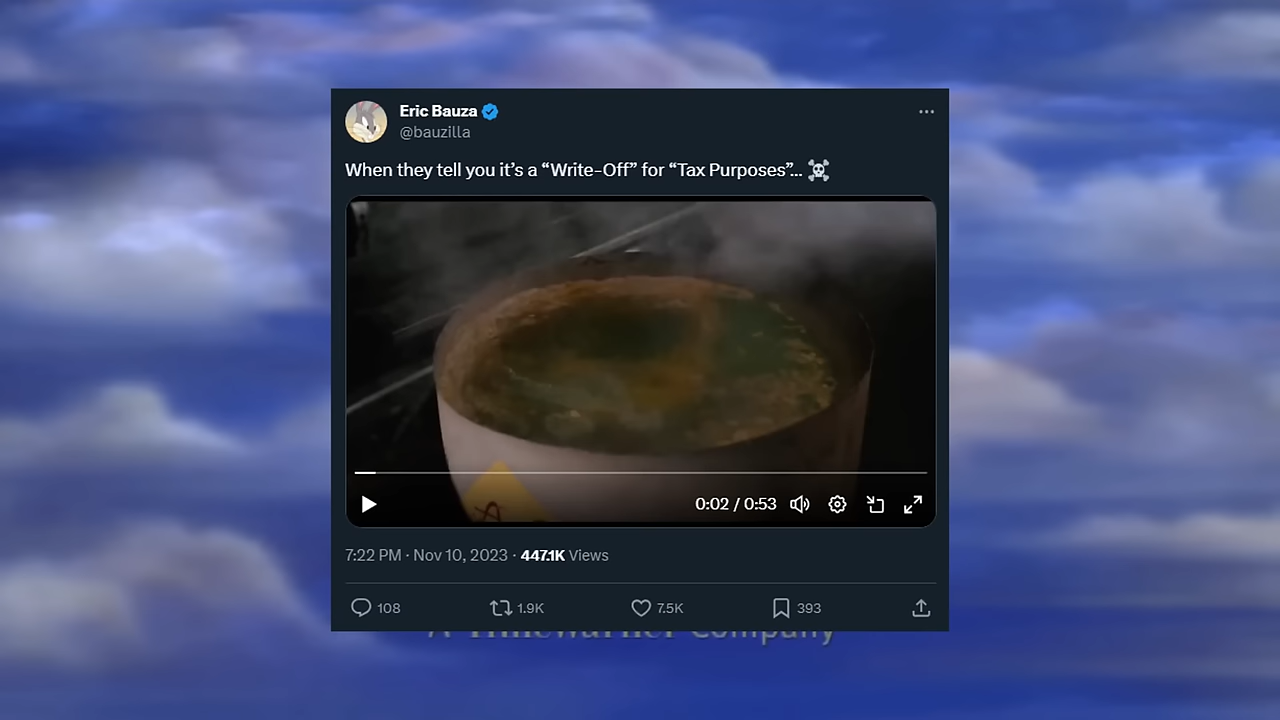 Eric Bauza
@bauzilla
When they tell you it's a “Write-Off” for “Tax Purposes”... ☠️
0:02 / 0:53
7:22 PM · Nov 10, 2023 · 447.1K Views
108 1.9K 7.5K 393
A TimeWarner Company